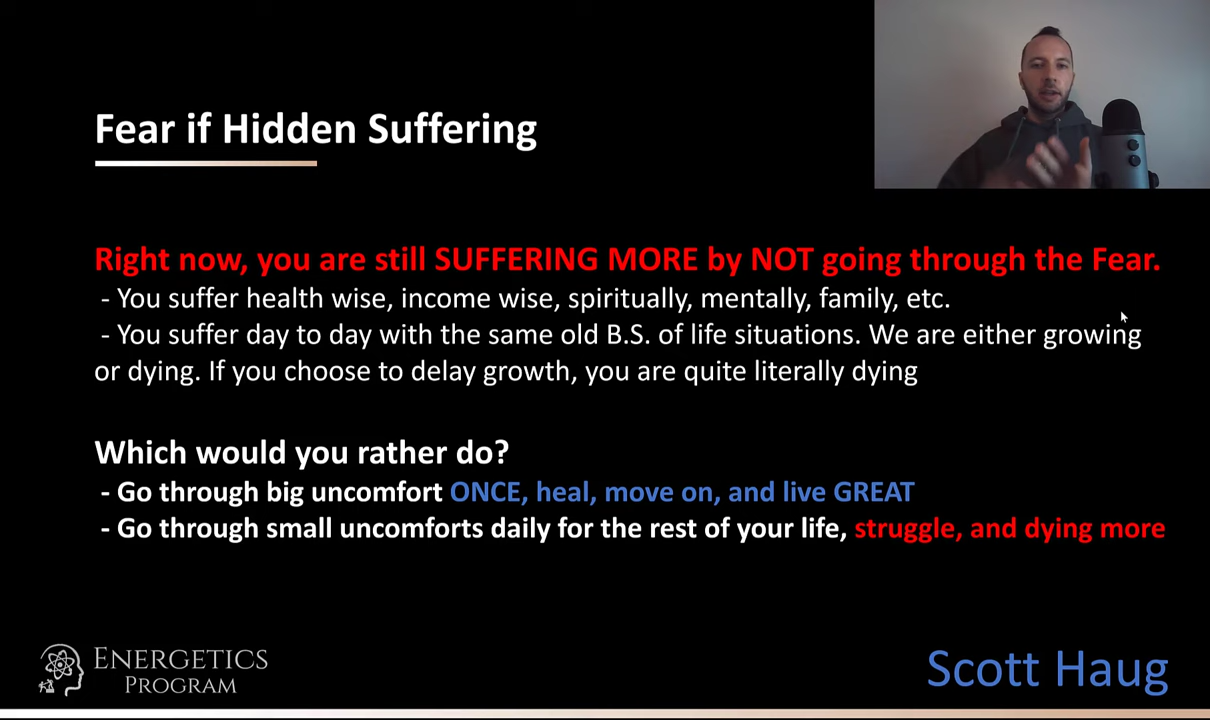 Fear if Hidden Suffering
Right now, you are still SUFFERING MORE by NOT going through the Fear.
- You suffer health wise, income wise, spiritually, mentally, family, etc.
- You suffer day to day with the same old B.S. of life situations. We are either growing
or dying. If you choose to delay growth, you are quite literally dying
Which would you rather do?
- Go through big uncomfort ONCE, heal, move on, and live GREAT
- Go through small uncomforts daily for the rest of your life, struggle, and dying more
ENERGETICS
PROGRAM
Scott Haug